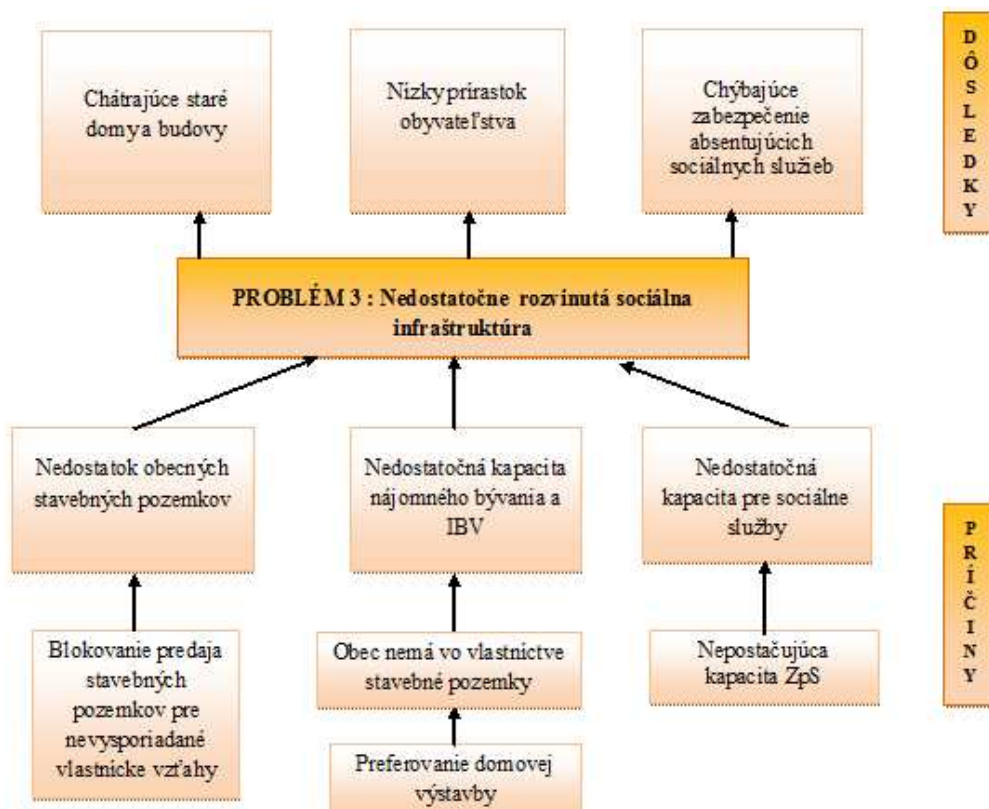 Chátrajúce staré
domy a budovy
Nízky prírastok
obyvateľstva
Chýbajúce
zabezpečenie
absentujúcich
sociálnych služieb
DÔSLEDKY
PROBLÉM 3 : Nedostatočne rozvinutá sociálna
infraštruktúra
Nedostatok obecných
stavebných pozemkov
Nedostatočná kapacita
nájomného bývania a
IBV
Nedostatočná
kapacita pre sociálne
služby
PRÍČINY
Blokovanie predaja
stavebných
pozemkov pre
nevysporiadané
vlastnícke vzťahy
Obec nemá vo vlastníctve
stavebné pozemky
Nepostačujúca
kapacita ZpS
Preferovanie domovej
výstavby